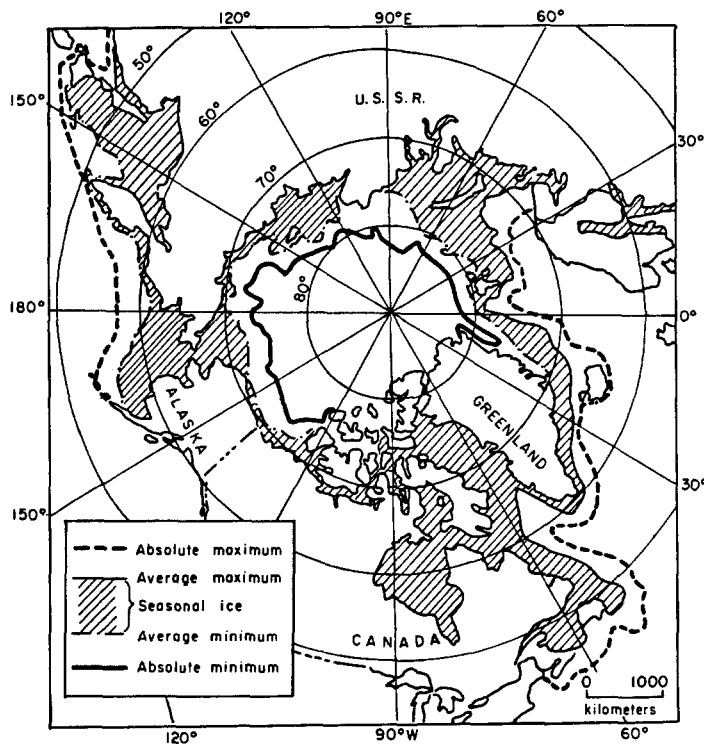 120°
90°E
60°
50°
150°
60°
U. S. S. R.
30°
70°
80°
180°
0°
ALASKA
GREENLAND
150°
30°
Absolute maximum
Average maximum
Seasonal ice
Average minimum
Absolute minimum
CANADA
0 1000
kilometers
120°
90°W
60°